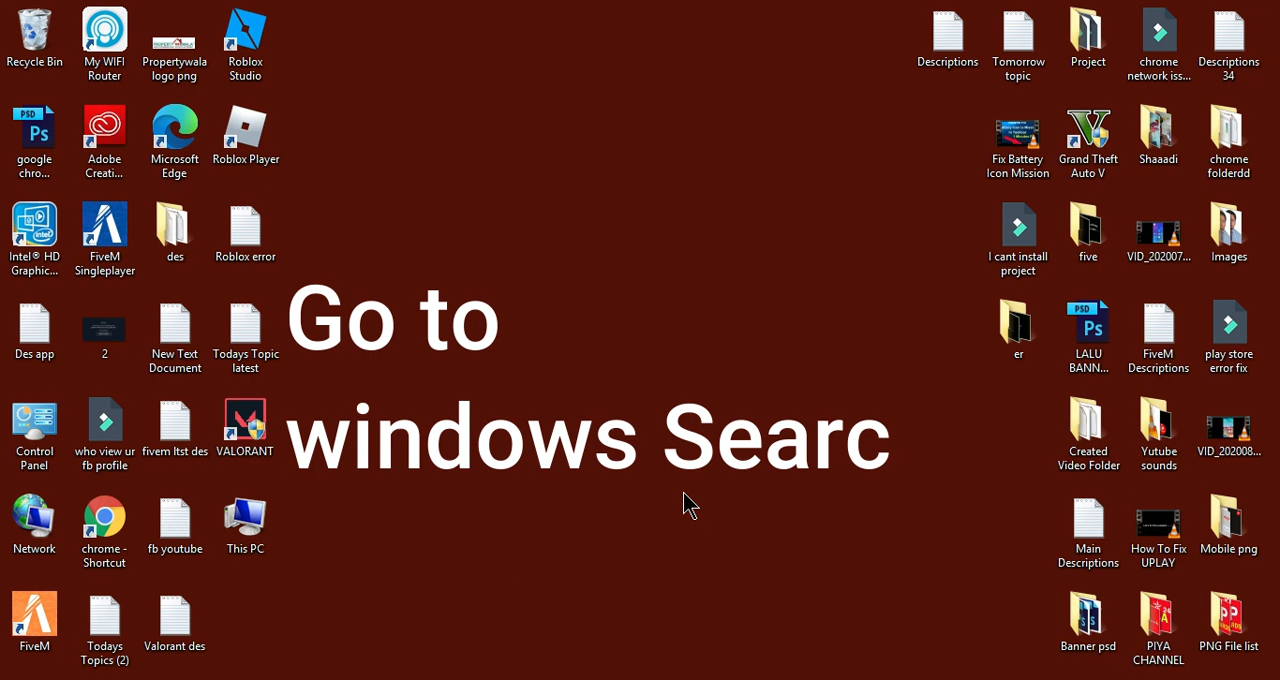 Recycle Bin
My WIFI Router
Propertywala logo png
Roblox Studio
Descriptions
Tomorrow topic
Project
chrome network iss...
Descriptions 34
PSD
Ps
google chro...
Adobe Creati...
Microsoft Edge
Roblox Player
Fix Battery Icon Mission
Grand Theft Auto V
Shaaadi
chrome folderdd
intel
Intel® HD Graphic...
FiveM Singleplayer
des
Roblox error
I cant install project
five
VID_202007...
Images
Go to
windows Searc
Des app
2
New Text Document
Todays Topic latest
er
PSD
Ps
LALU BANN...
FiveM Descriptions
play store error fix
Control Panel
who view ur fb profile
fivem ltst des
VALORANT
Created Video Folder
Yutube sounds
VID_202008...
Network
chrome - Shortcut
fb youtube
This PC
Main Descriptions
How To Fix UPLAY
Mobile png
FiveM
Todays Topics (2)
Valorant des
Banner psd
PIYA CHANNEL
PNG File list